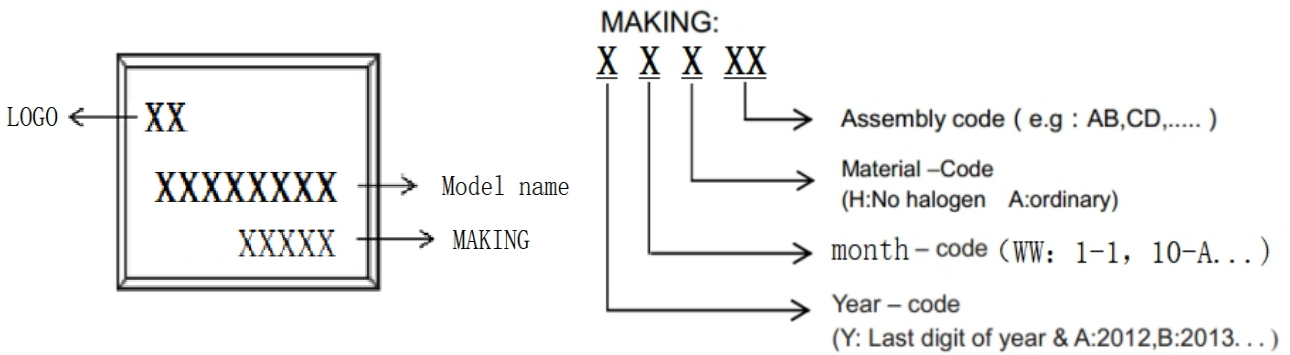 LOGO
XX
XXXXXXXX
Model name
XXXXX
MAKING
MAKING:
X X X XX
Assembly code ( e.g : AB,CD,..... )
Material –Code
(H:No halogen A:ordinary)
month – code (WW: 1-1, 10-A...)
Year – code
(Y: Last digit of year & A:2012,B:2013. . . )